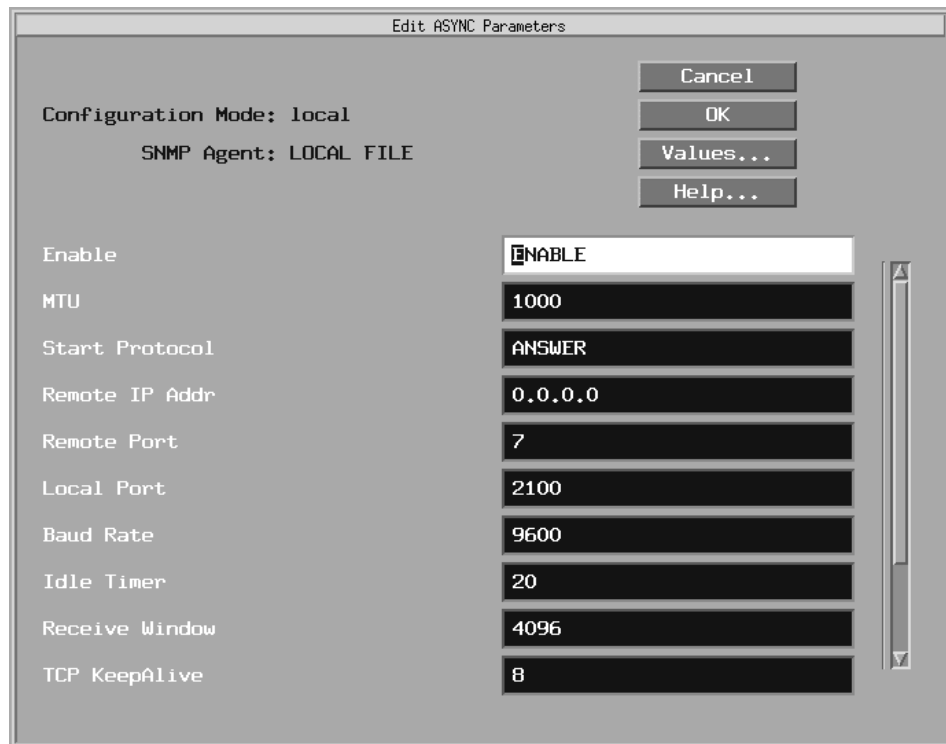 Edit ASYNC Parameters
Cancel
Configuration Mode: local
OK
SNMP Agent: LOCAL FILE
Values...
Help...
Enable ENABLE
MTU 1000
Start Protocol ANSWER
Remote IP Addr 0.0.0.0
Remote Port 7
Local Port 2100
Baud Rate 9600
Idle Timer 20
Receive Window 4096
TCP KeepAlive 8